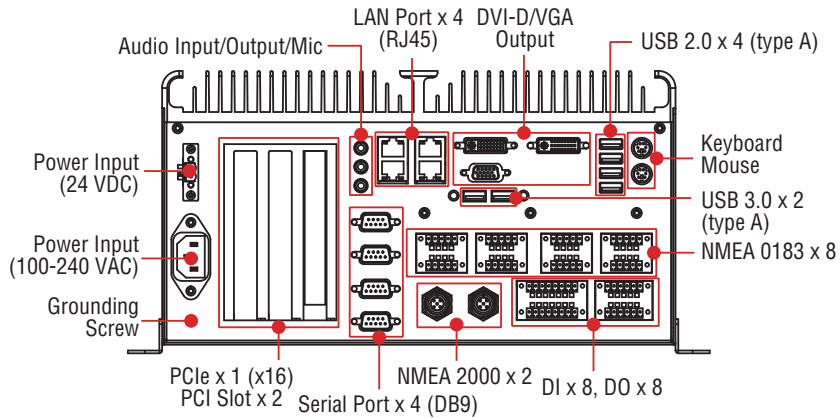 LAN Port x 4
(RJ45)
DVI-D/VGA
Output
Audio Input/Output/Mic
USB 2.0 x 4 (type A)
Power Input
(24 VDC)
Keyboard
Mouse
USB 3.0 x 2
(type A)
Power Input
(100-240 VAC)
NMEA 0183 x 8
Grounding
Screw
PCIe x 1 (x16)
PCI Slot x 2
Serial Port x 4 (DB9)
NMEA 2000 x 2
DI x 8, DO x 8